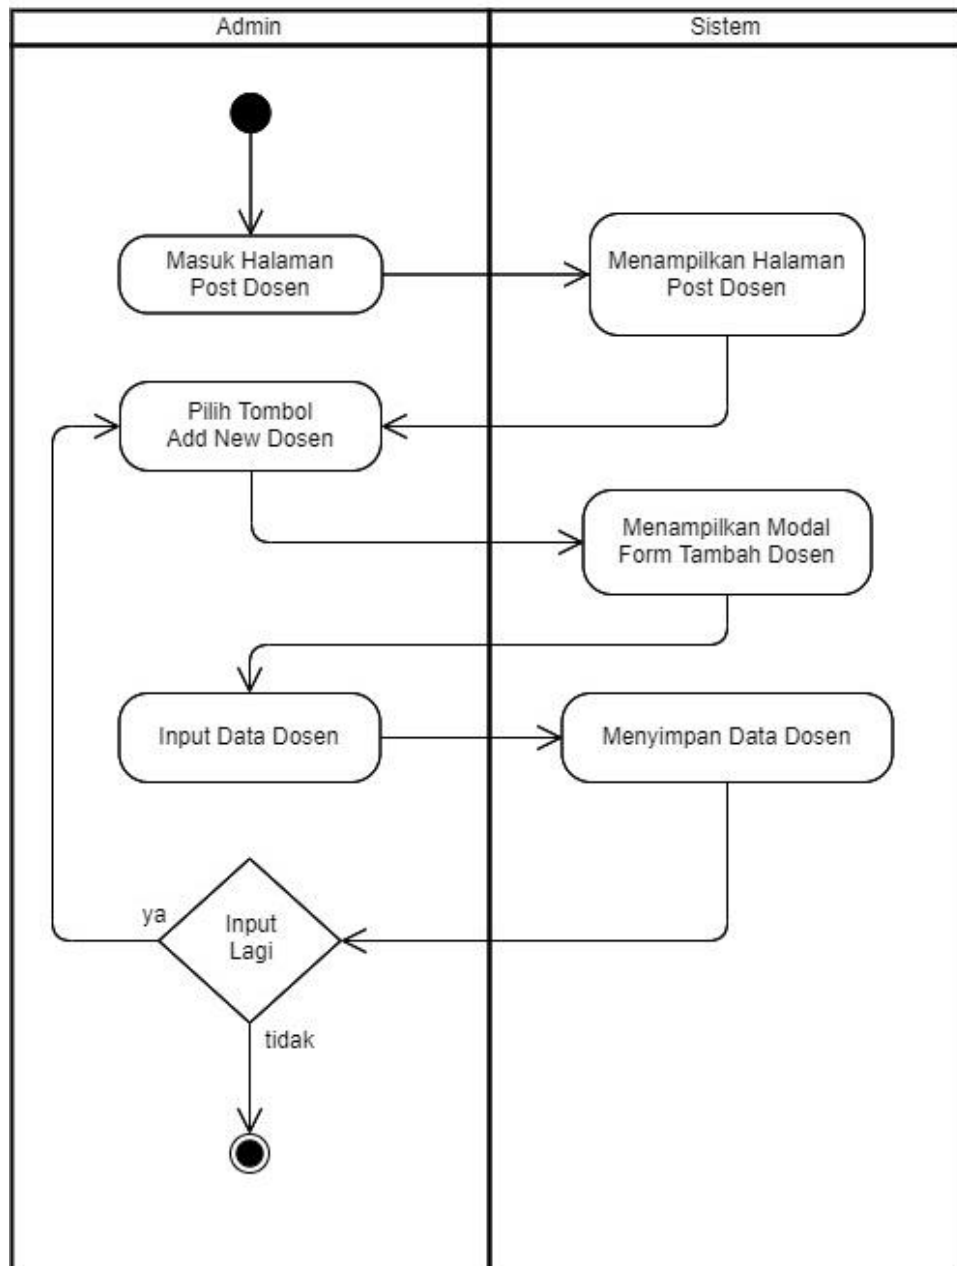 Admin
Sistem
Masuk Halaman
Post Dosen
Menampilkan Halaman
Post Dosen
Pilih Tombol
Add New Dosen
Menampilkan Modal
Form Tambah Dosen
Input Data Dosen
Menyimpan Data Dosen
ya
Input
Lagi
tidak